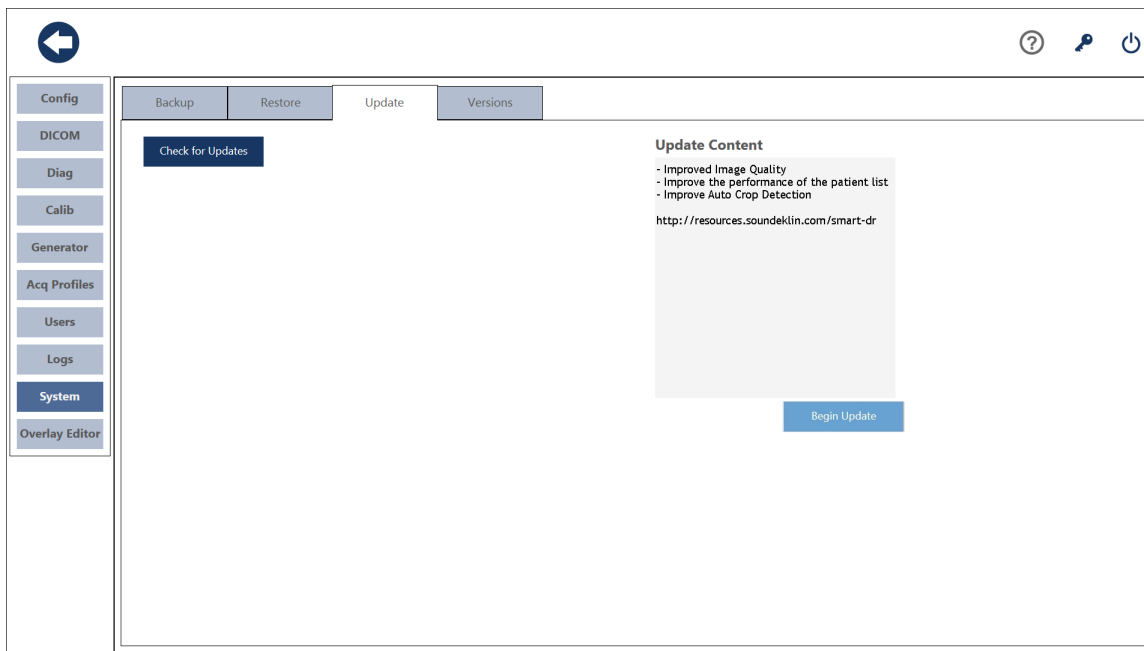 ?
Config
DICOM
Diag
Calib
Generator
Acq Profiles
Users
Logs
System
Overlay Editor
Backup
Restore
Update
Versions
Check for Updates
Update Content
- Improved Image Quality
- Improve the performance of the patient list
- Improve Auto Crop Detection
http://resources.soundeklin.com/smart-dr
Begin Update